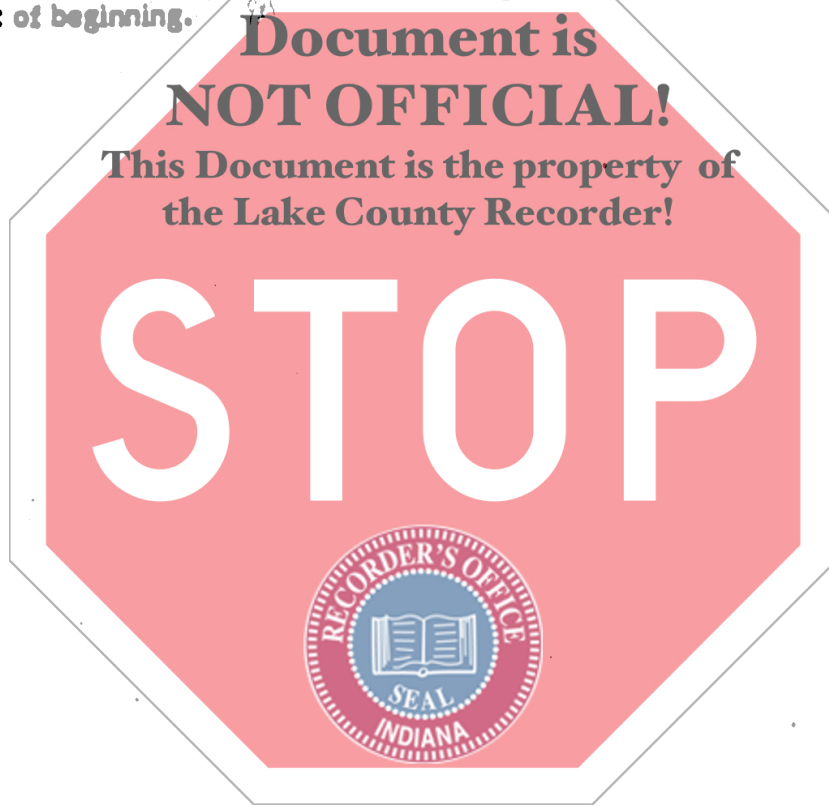 of beginning.
Document is
NOT OFFICIAL!
This Document is the property of
the Lake County Recorder!
STOP
RECORDER'S OFFICE
SEAL
INDIANA